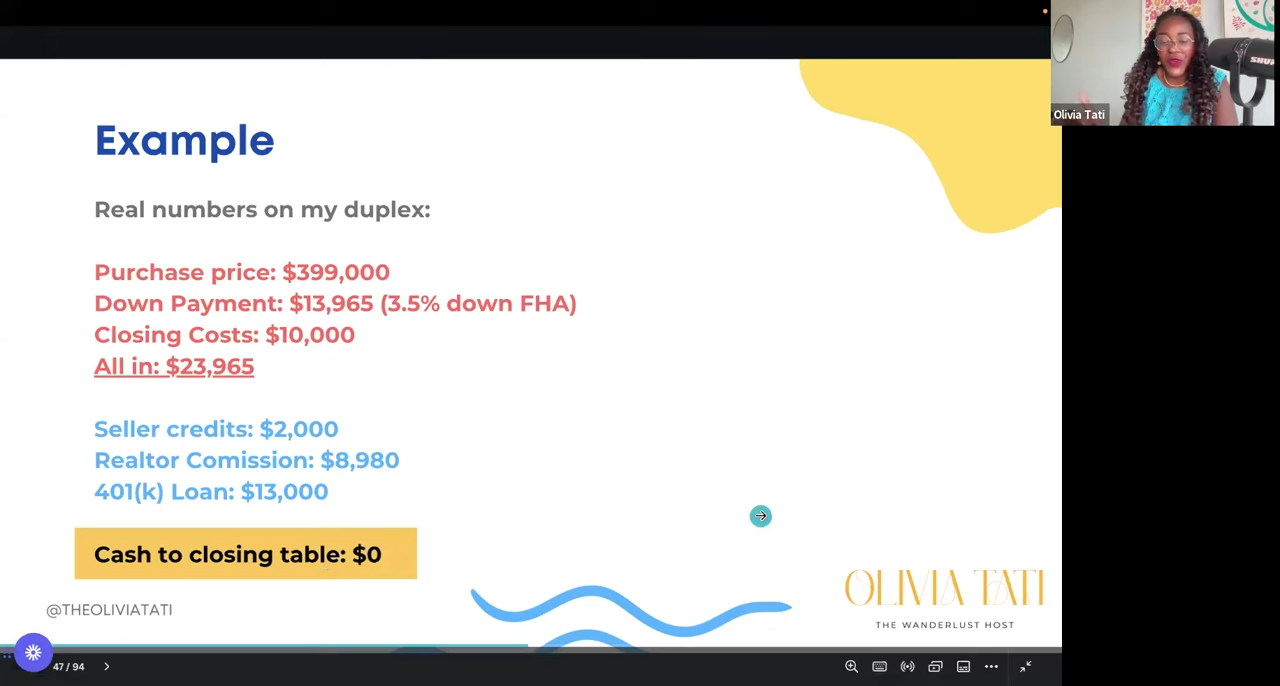 Example
Real numbers on my duplex:
Purchase price: $399,000
Down Payment: $13,965 (3.5% down FHA)
Closing Costs: $10,000
All in: $23,965
Seller credits: $2,000
Realtor Comission: $8,980
401(k) Loan: $13,000
Cash to closing table: $0
@THEOLIVIATATI
OLIVIA TATI
THE WANDERLUST HOST
47 / 94
Olivia Tati
SHURE